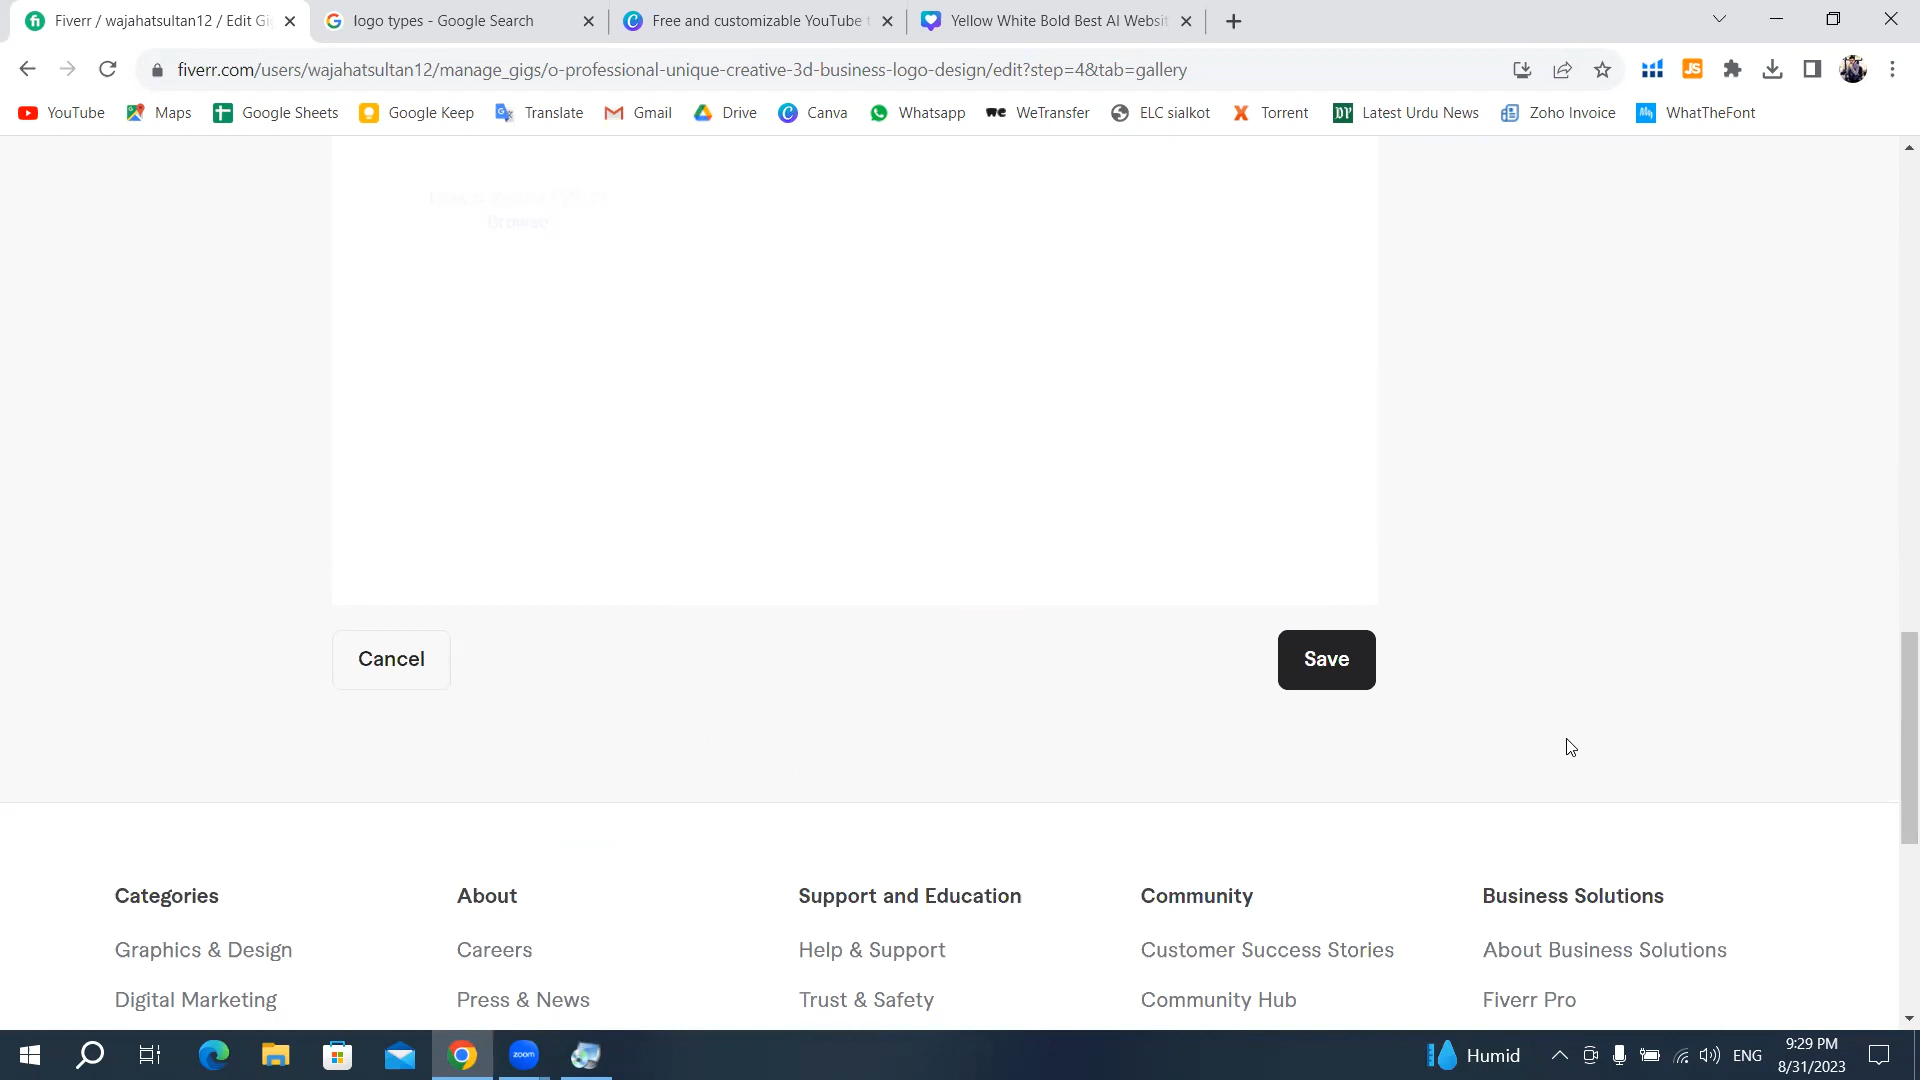 Fiverr / wajahatsultan12 / Edit Gi
logo types - Google Search
Free and customizable YouTube t
Yellow White Bold Best AI Websit
fiverr.com/users/wajahatsultan12/manage_gigs/o-professional-unique-creative-3d-business-logo-design/edit?step=4&tab=gallery
YouTube
Maps
Google Sheets
Google Keep
Translate
Gmail
Drive
Canva
Whatsapp
WeTransfer
ELC sialkot
Torrent
Latest Urdu News
Zoho Invoice
WhatTheFont
Browse
Cancel
Save
Categories
About
Support and Education
Community
Business Solutions
Graphics & Design
Careers
Help & Support
Customer Success Stories
About Business Solutions
Digital Marketing
Press & News
Trust & Safety
Community Hub
Fiverr Pro
zoom
Humid
ENG
9:29 PM
8/31/2023